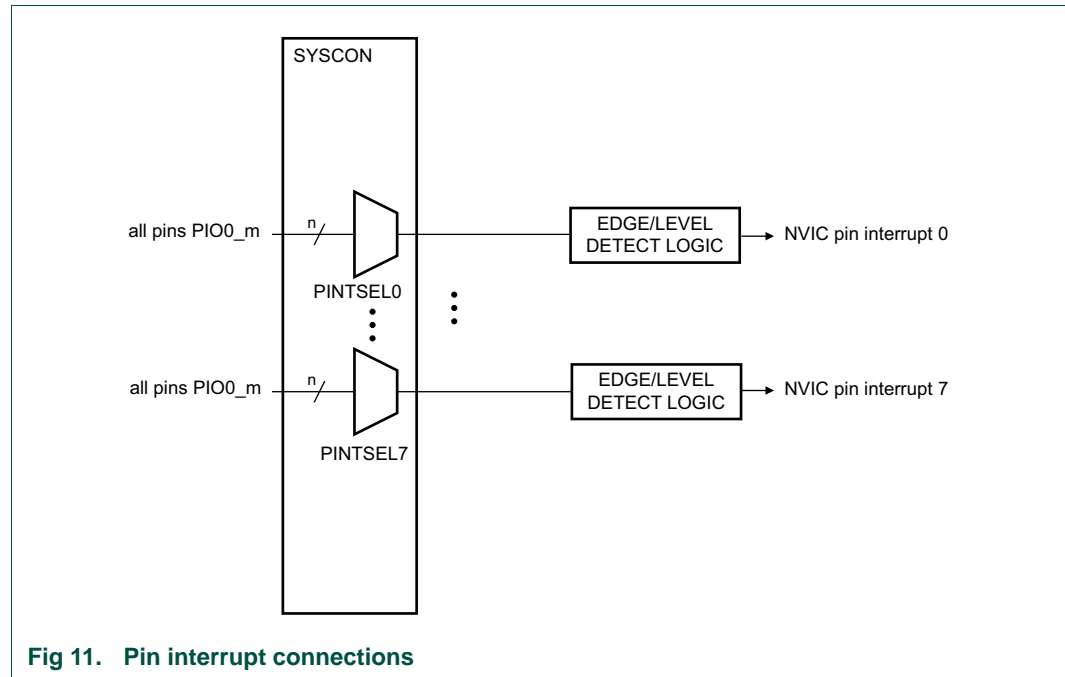 SYSCON
all pins PIO0_m
n
PINTSEL0
EDGE/LEVEL
DETECT LOGIC
NVIC pin interrupt 0
all pins PIO0_m
n
PINTSEL7
EDGE/LEVEL
DETECT LOGIC
NVIC pin interrupt 7
Fig 11. Pin interrupt connections